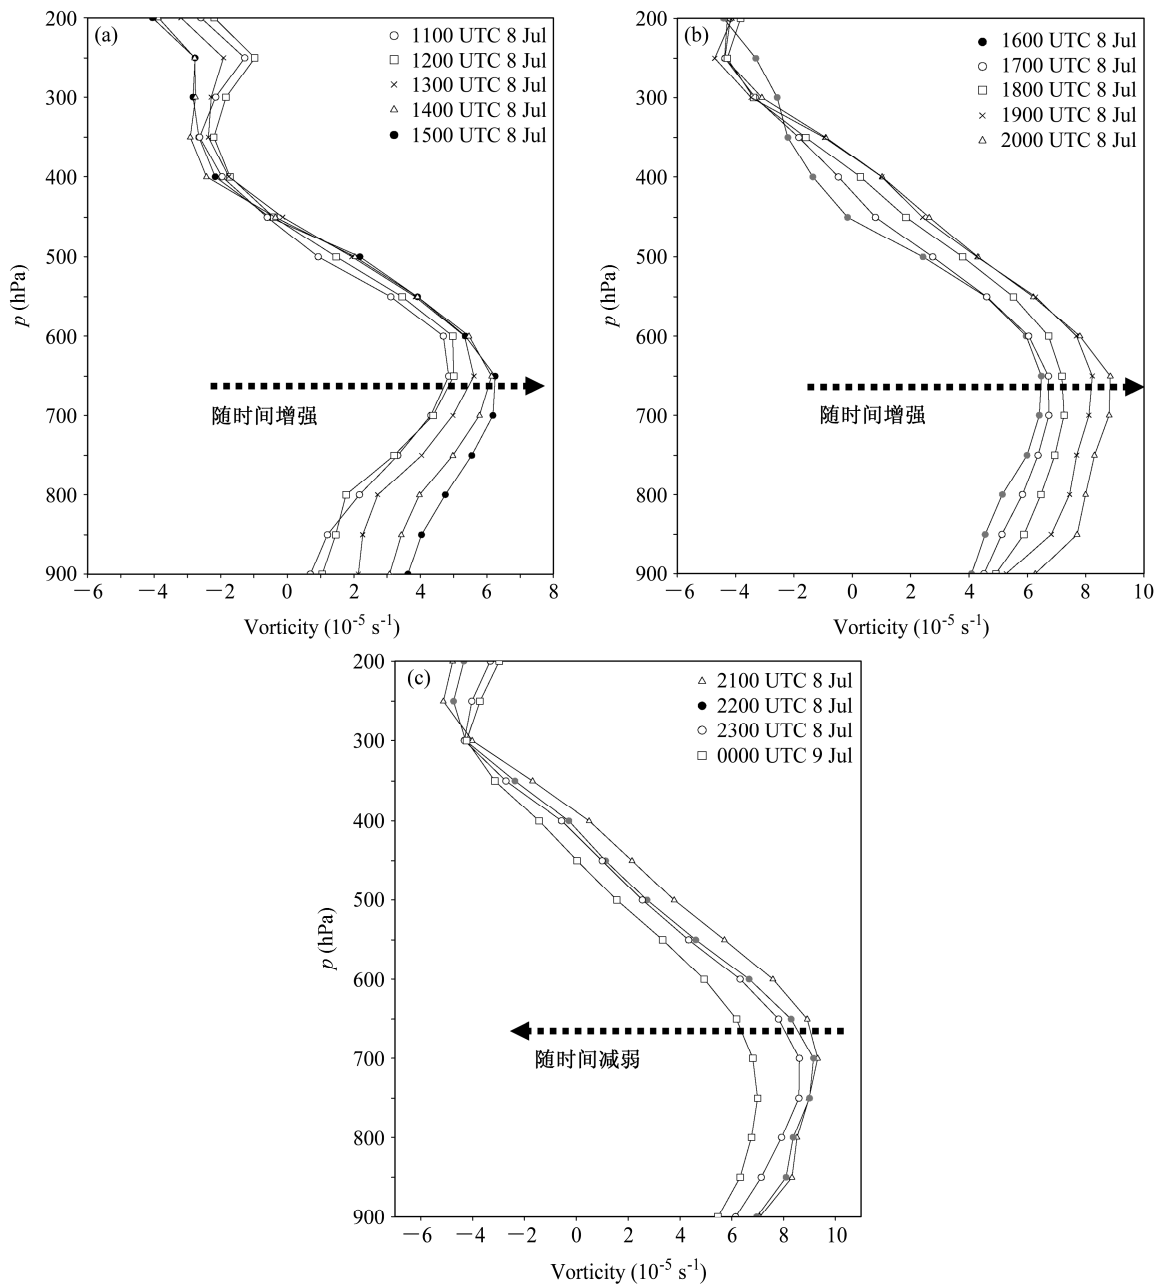 (a)
1100 UTC 8 Jul
1200 UTC 8 Jul
1300 UTC 8 Jul
1400 UTC 8 Jul
1500 UTC 8 Jul
200
300
400
500
600
700
800
900
p (hPa)
随时间增强
−6 −4 −2 0 2 4 6 8
Vorticity (10⁻⁵ s⁻¹)
(b)
1600 UTC 8 Jul
1700 UTC 8 Jul
1800 UTC 8 Jul
1900 UTC 8 Jul
2000 UTC 8 Jul
200
300
400
500
600
700
800
900
p (hPa)
随时间增强
−6 −4 −2 0 2 4 6 8 10
Vorticity (10⁻⁵ s⁻¹)
(c)
2100 UTC 8 Jul
2200 UTC 8 Jul
2300 UTC 8 Jul
0000 UTC 9 Jul
200
300
400
500
600
700
800
900
p (hPa)
随时间减弱
−6 −4 −2 0 2 4 6 8 10
Vorticity (10⁻⁵ s⁻¹)